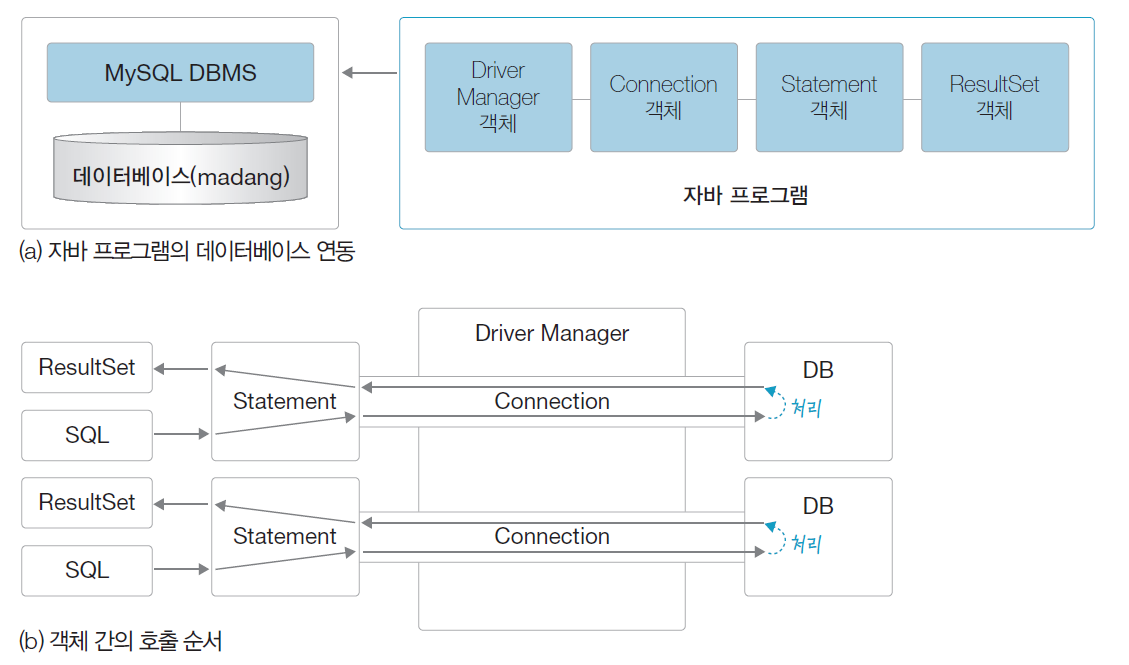 MySQL DBMS
데이터베이스(madang)
Driver
Manager
객체
Connection
객체
Statement
객체
ResultSet
객체
자바 프로그램
(a) 자바 프로그램의 데이터베이스 연동
Driver Manager
ResultSet
SQL
Statement
Connection
DB
처리
ResultSet
SQL
Statement
Connection
DB
처리
(b) 객체 간의 호출 순서